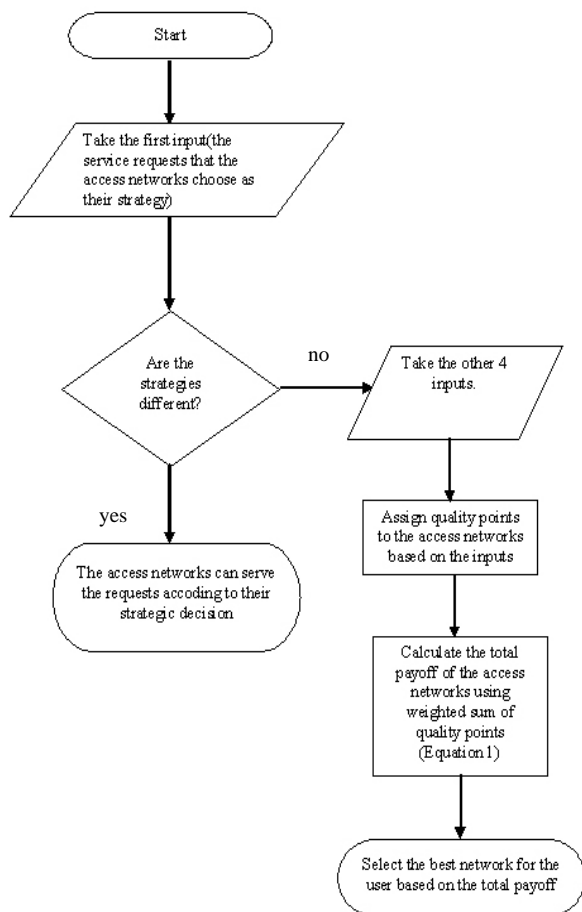 Start
Take the first input(the
service requests that the
access networks choose as
their strategy)
Are the
strategies
different?
no
Take the other 4
inputs.
yes
Assign quality points
to the access networks
based on the inputs
The access networks can serve
the requests accoding to their
strategic decision
Calculate the total
payoff of the access
networks using
weighted sum of
quality points
(Equation 1)
Select the best network for the
user based on the total payoff